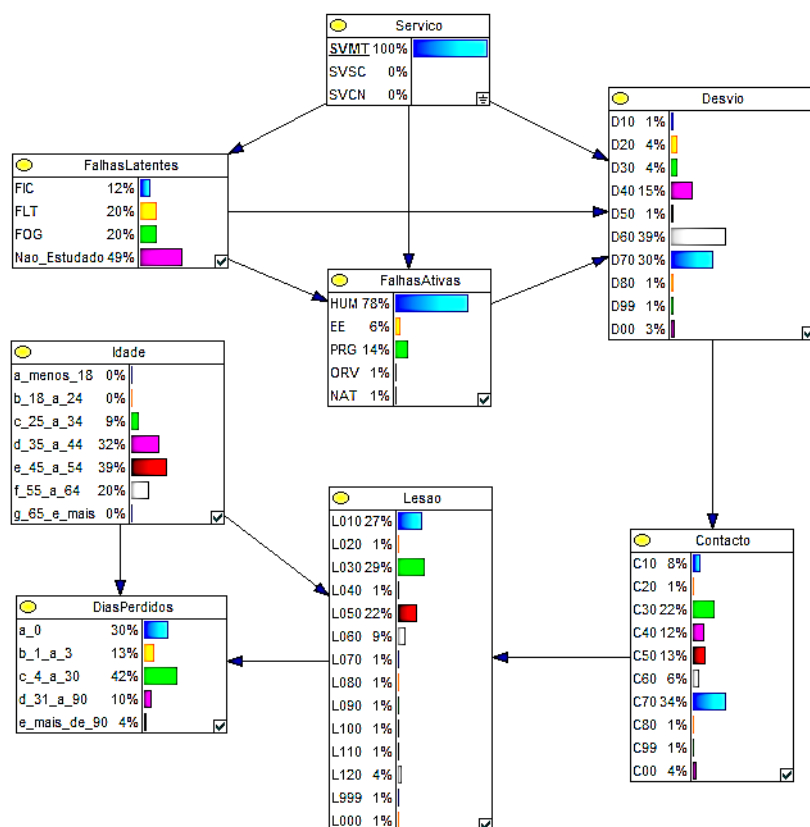 Servico
SVMT 100%
SVSC 0%
SVCN 0%
Desvio
D10 1%
D20 4%
D30 4%
D40 15%
D50 1%
D60 39%
D70 30%
D80 1%
D99 1%
D00 3%
FalhasLatentes
FIC 12%
FLT 20%
FOG 20%
Nao_Estudado 49%
FalhasAtivas
HUM 78%
EE 6%
PRG 14%
ORV 1%
NAT 1%
Idade
a_menos_18 0%
b_18_a_24 0%
c_25_a_34 9%
d_35_a_44 32%
e_45_a_54 39%
f_55_a_64 20%
g_65_e_mais 0%
Lesao
L010 27%
L020 1%
L030 29%
L040 1%
L050 22%
L060 9%
L070 1%
L080 1%
L090 1%
L100 1%
L110 1%
L120 4%
L999 1%
L000 1%
Contacto
C10 8%
C20 1%
C30 22%
C40 12%
C50 13%
C60 6%
C70 34%
C80 1%
C99 1%
C00 4%
DiasPerdidos
a_0 30%
b_1_a_3 13%
c_4_a_30 42%
d_31_a_90 10%
e_mais_de_90 4%